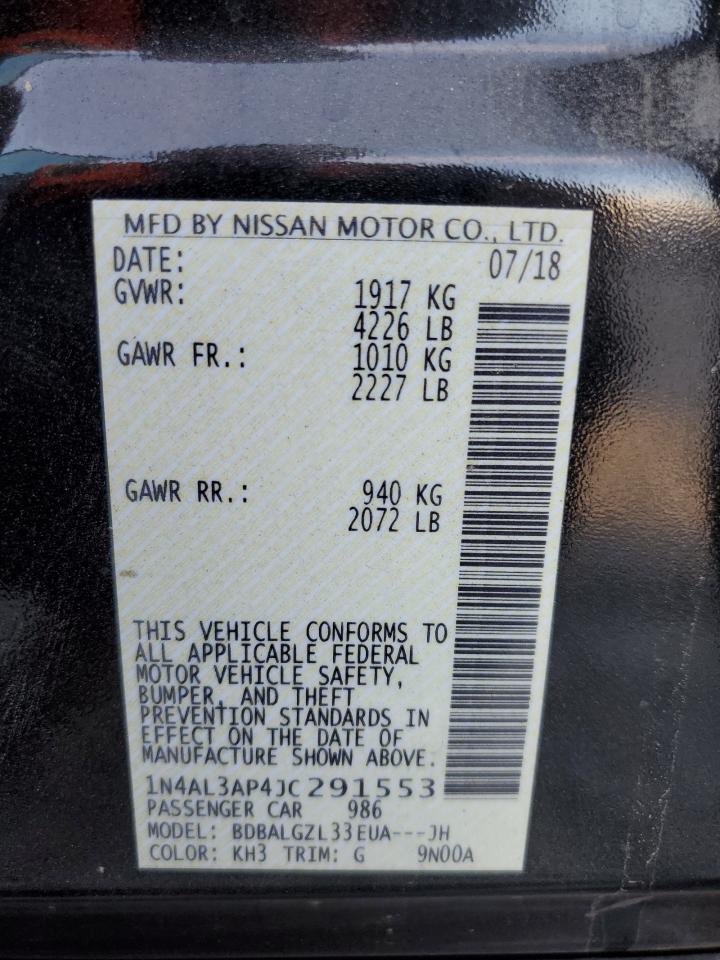 MFD BY NISSAN MOTOR CO., LTD.
DATE: 07/18
GVWR: 1917 KG
4226 LB
GAWR FR.: 1010 KG
2227 LB
GAWR RR.: 940 KG
2072 LB
THIS VEHICLE CONFORMS TO
ALL APPLICABLE FEDERAL
MOTOR VEHICLE SAFETY,
BUMPER, AND THEFT
PREVENTION STANDARDS IN
EFFECT ON THE DATE OF
MANUFACTURE SHOWN ABOVE.
1N4AL3AP4JC291553
PASSENGER CAR 986
MODEL: BDBALGZL33EUA---JH
COLOR: KH3 TRIM: G 9N00A